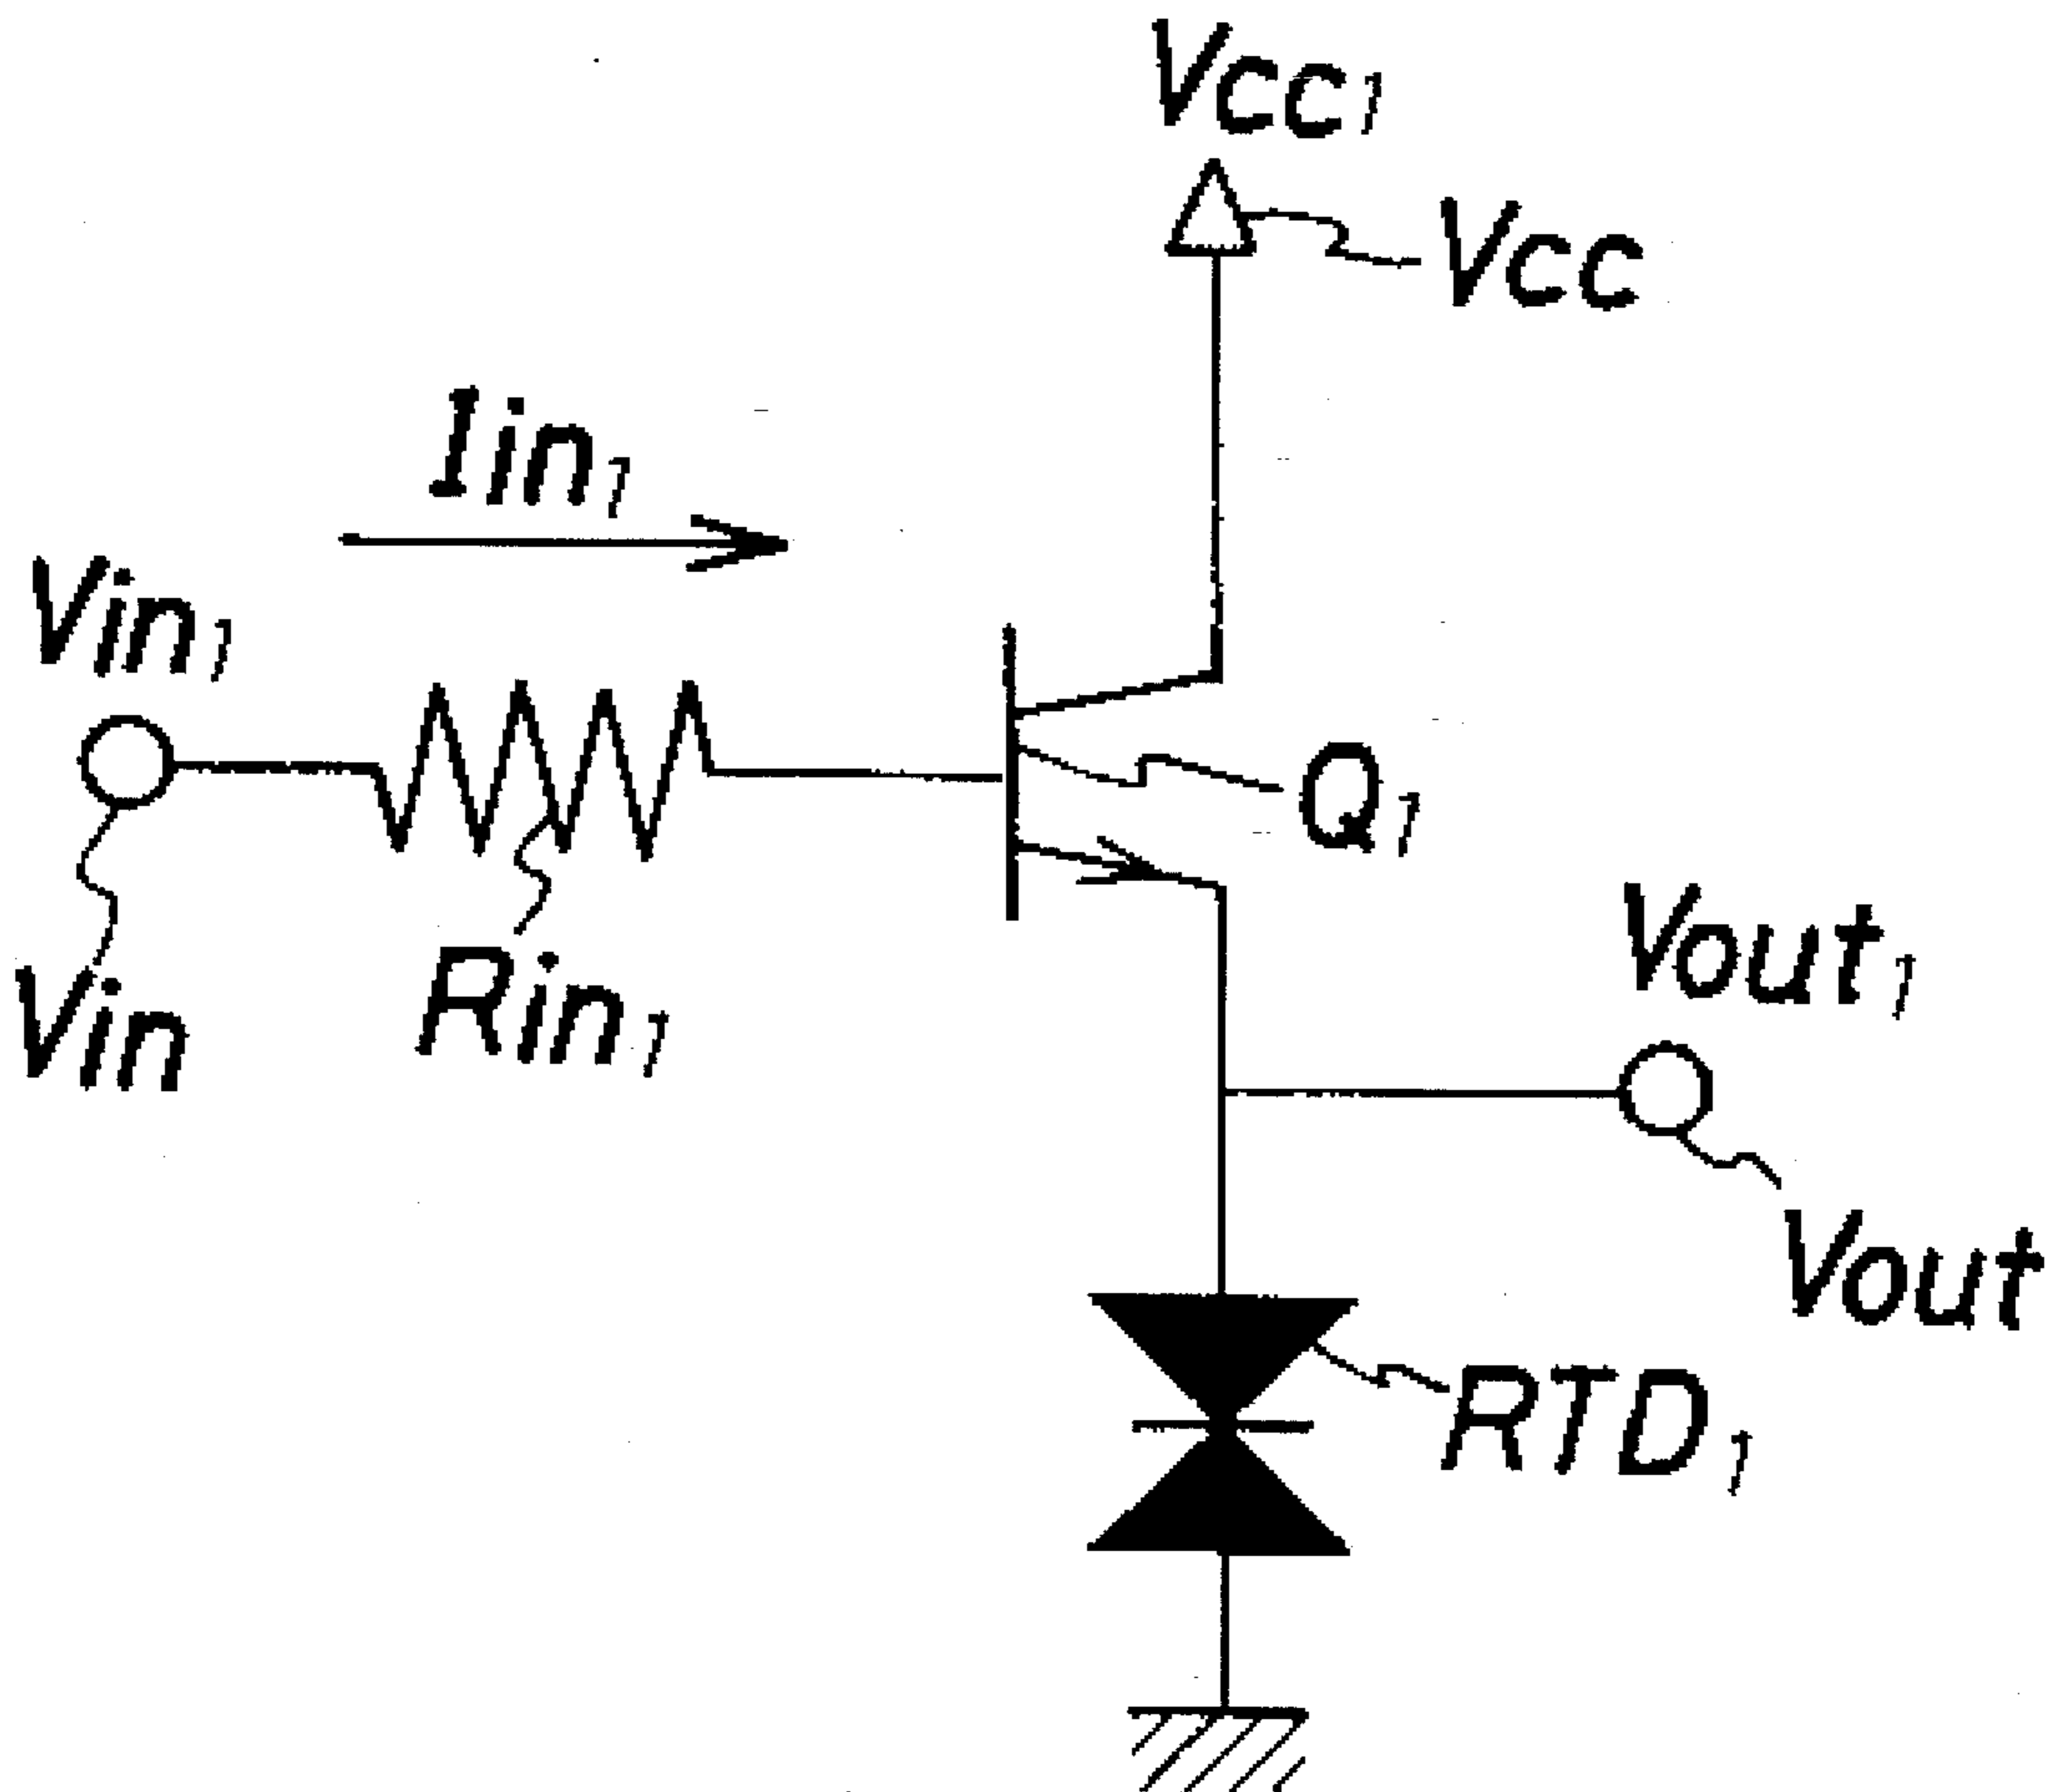 Vcc₁
Vcc
Iin₁
Vin₁
Q₁
Vout₁
Vin
Rin₁
Vout
RTD₁